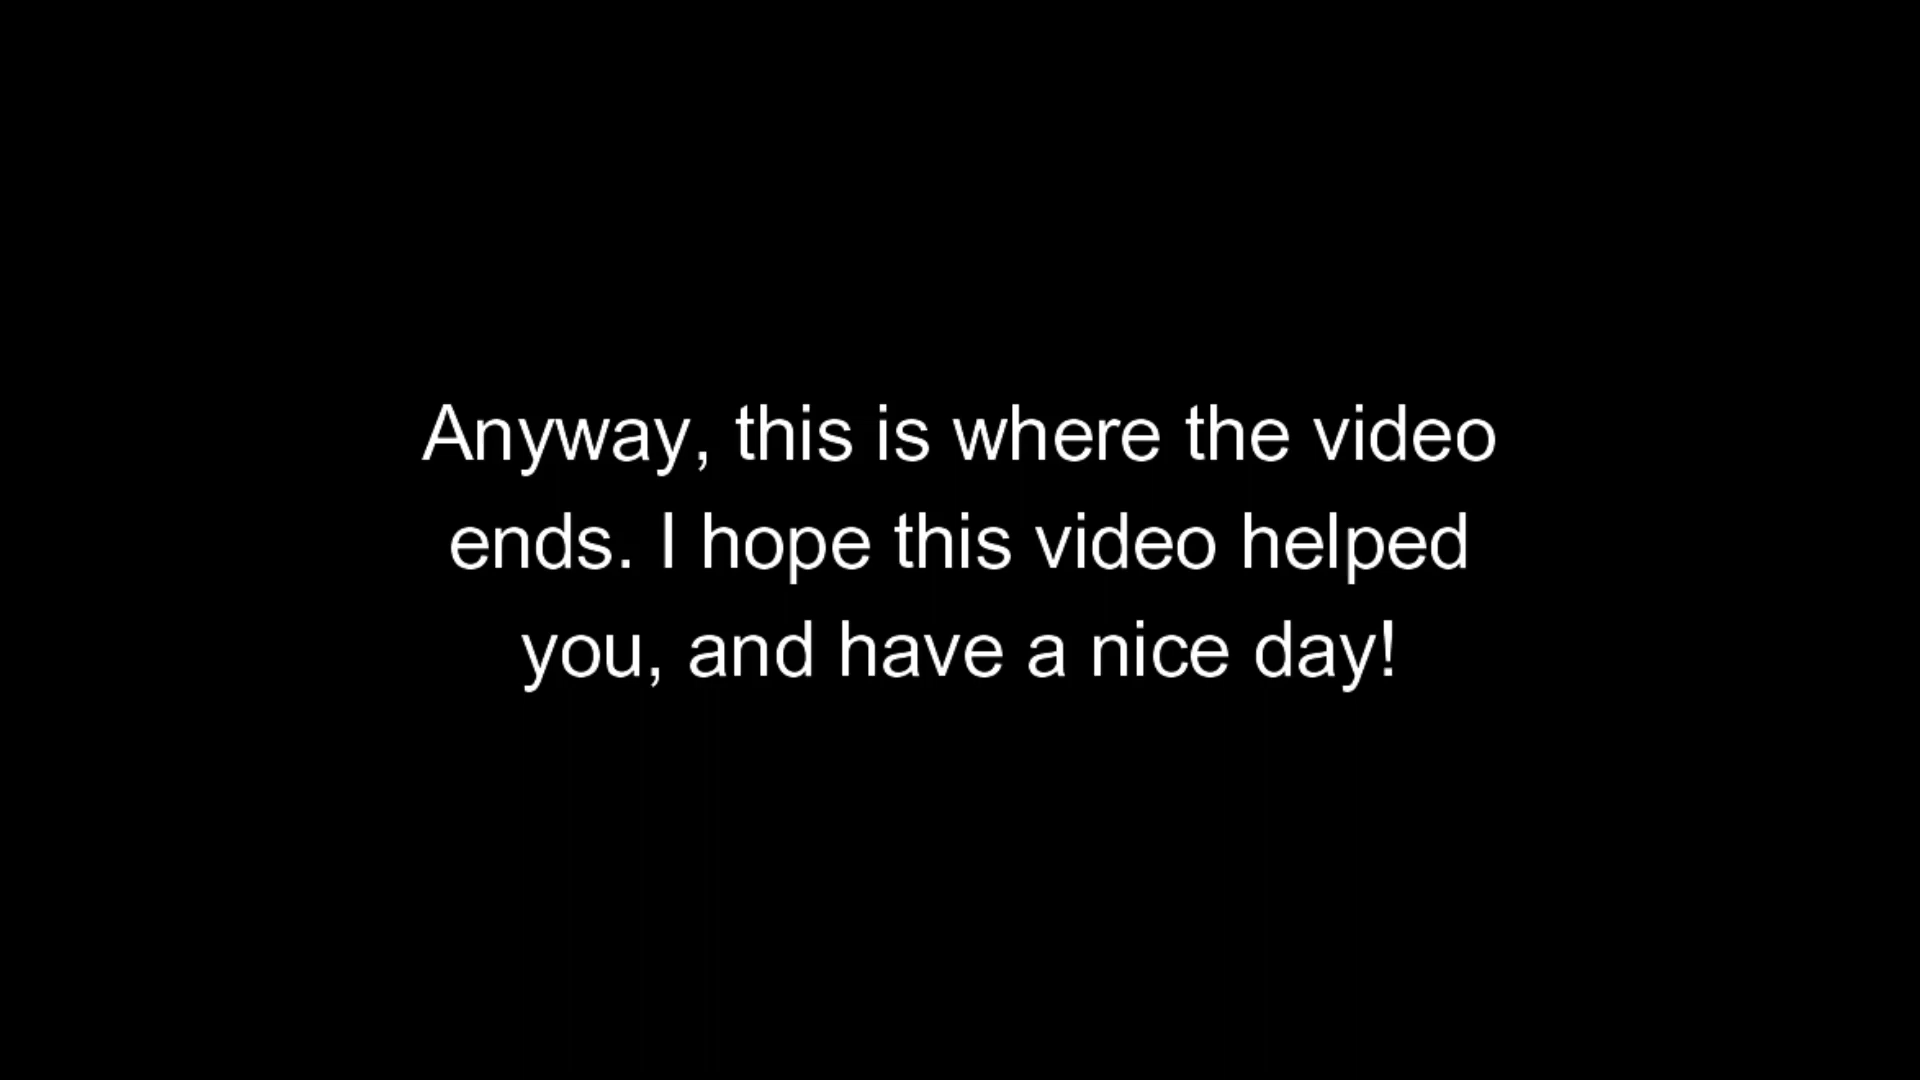 Anyway, this is where the video
ends. I hope this video helped
you, and have a nice day!